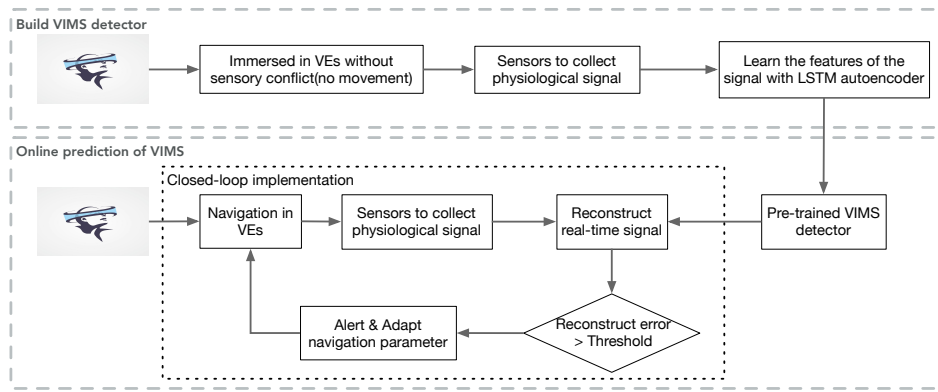 Build VIMS detector
Immersed in VEs without
sensory conflict(no movement)
Sensors to collect
physiological signal
Learn the features of the
signal with LSTM autoencoder
Online prediction of VIMS
Closed-loop implementation
Navigation in
VEs
Sensors to collect
physiological signal
Reconstruct
real-time signal
Pre-trained VIMS
detector
Alert & Adapt
navigation parameter
Reconstruct error
> Threshold